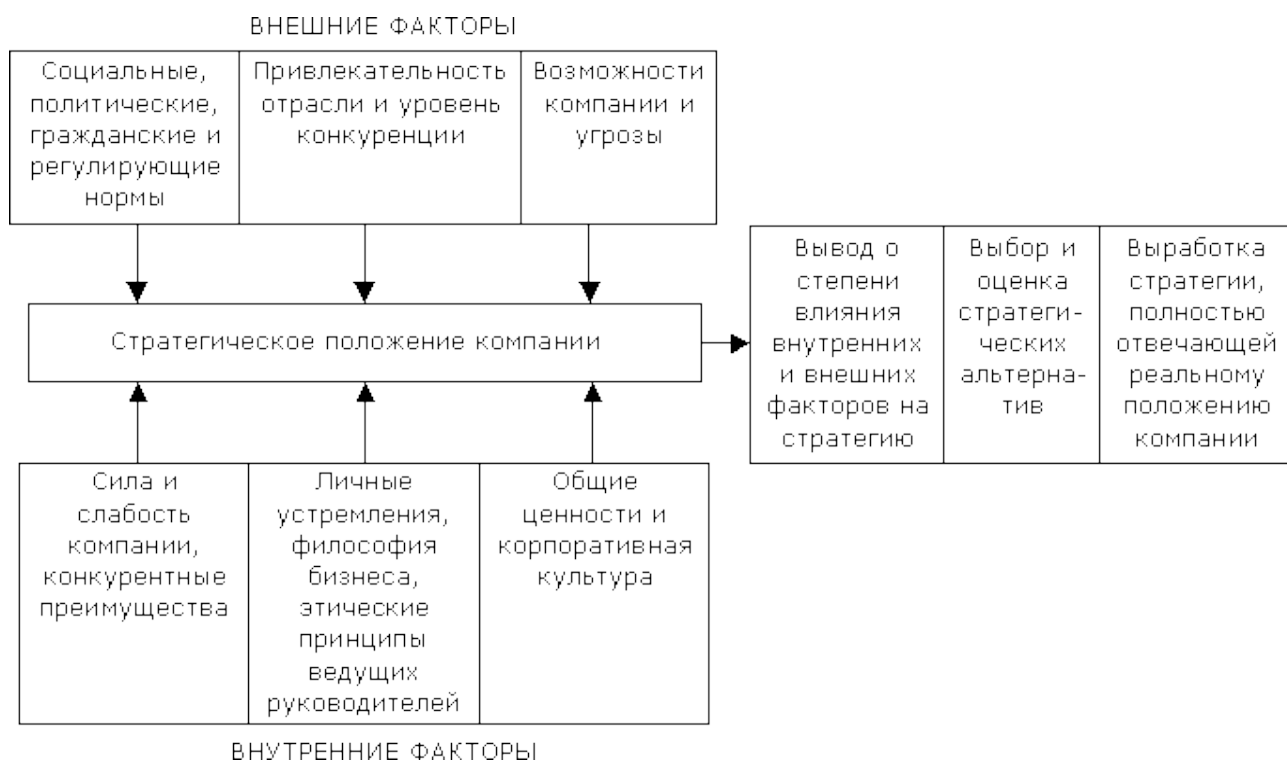 ВНЕШНИЕ ФАКТОРЫ
Социальные,
политические,
гражданские и
регулирующие
нормы
Привлекательность
отрасли и уровень
конкуренции
Возможности
компании и
угрозы
Стратегическое положение компании
Вывод о
степени
влияния
внутренних
и внешних
факторов на
стратегию
Выбор и
оценка
стратеги-
ческих
альтерна-
тив
Выработка
стратегии,
полностью
отвечающей
реальному
положению
компании
Сила и
слабость
компании,
конкурентные
преимущества
Личные
устремления,
философия
бизнеса,
этические
принципы
ведущих
руководителей
Общие
ценности и
корпоративная
культура
ВНУТРЕННИЕ ФАКТОРЫ